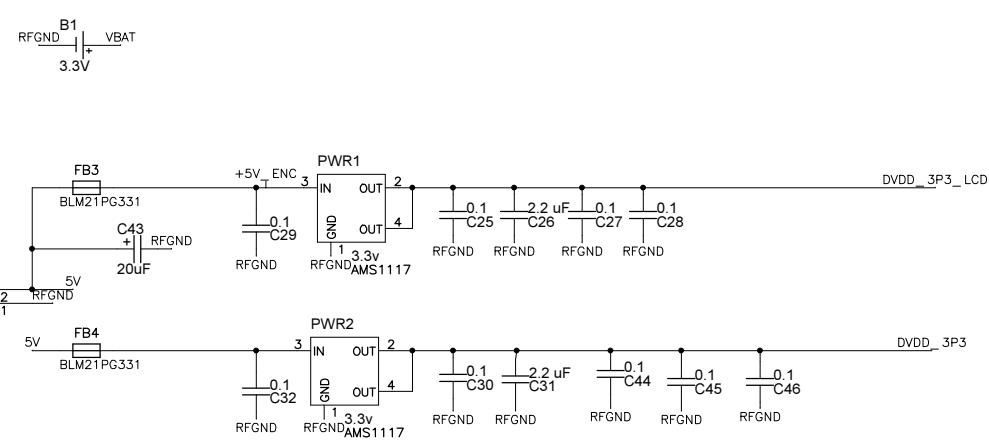 B1
RFGND
VBAT
+
3.3V
PWR1
FB3
+5V_ENC
3
IN
OUT
2
DVDD_3P3_LCD
BLM21PG331
0.1
C29
OUT
4
GND
1
0.1
C25
2.2 uF
C26
0.1
C27
0.1
C28
C43
+
RFGND
20uF
RFGND
RFGND
3.3v
AMS1117
RFGND
RFGND
RFGND
RFGND
5V
2
RFGND
1
PWR2
5V
FB4
3
IN
OUT
2
DVDD_3P3
BLM21PG331
0.1
C32
OUT
4
GND
1
0.1
C30
2.2 uF
C31
0.1
C44
0.1
C45
0.1
C46
RFGND
RFGND
3.3v
AMS1117
RFGND
RFGND
RFGND
RFGND
RFGND